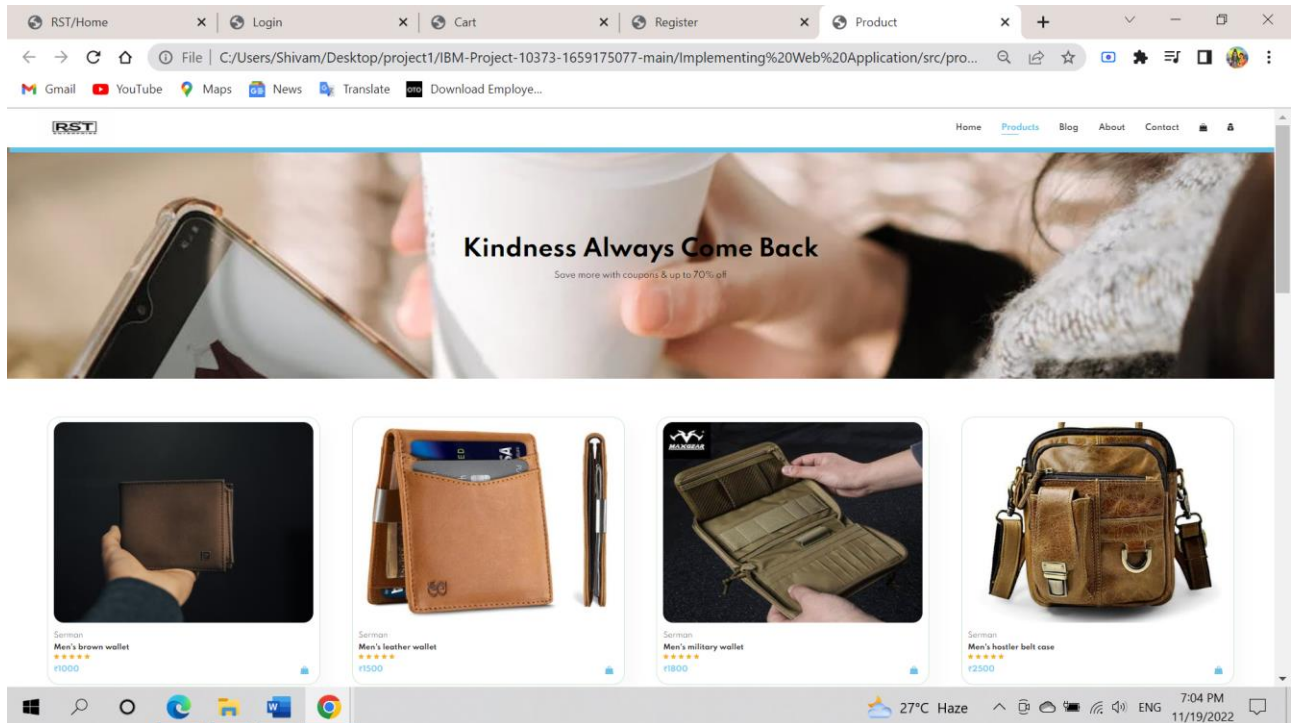 RST/Home
Login
Cart
Register
Product
File | C:/Users/Shivam/Desktop/project1/IBM-Project-10373-1659175077-main/Implementing%20Web%20Application/src/pro...
Gmail
YouTube
Maps
News
Translate
OTO
Download Employe...
RST
Home
Products
Blog
About
Contact
Kindness Always Come Back
Save more with coupons & up to 70% off
MAXGEAR
Serman
Men's brown wallet
₹1000
Serman
Men's leather wallet
₹1500
Serman
Men's military wallet
₹1800
Serman
Men's hostler belt case
₹2500
27°C Haze
ENG
7:04 PM
11/19/2022